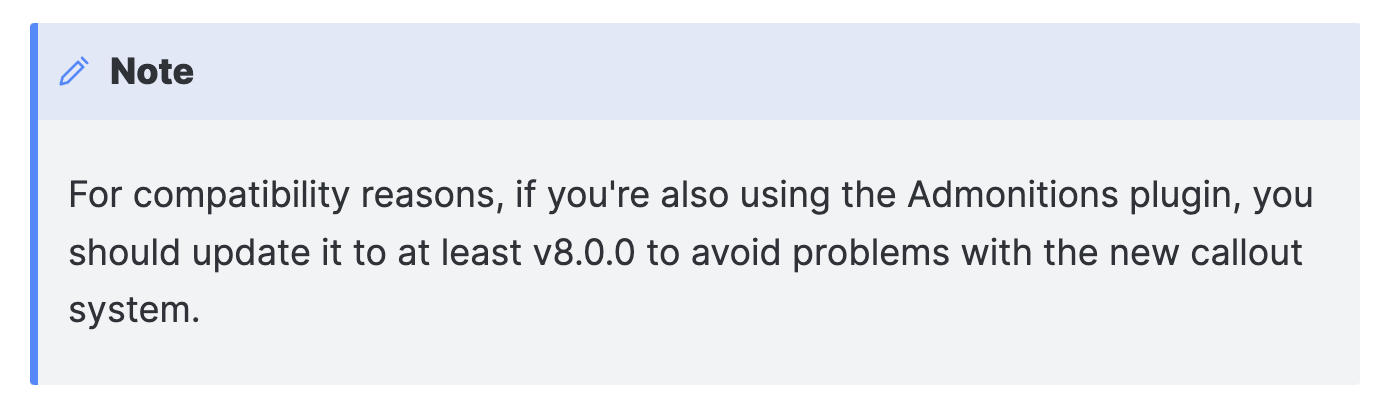 Note
For compatibility reasons, if you're also using the Admonitions plugin, you
should update it to at least v8.0.0 to avoid problems with the new callout
system.